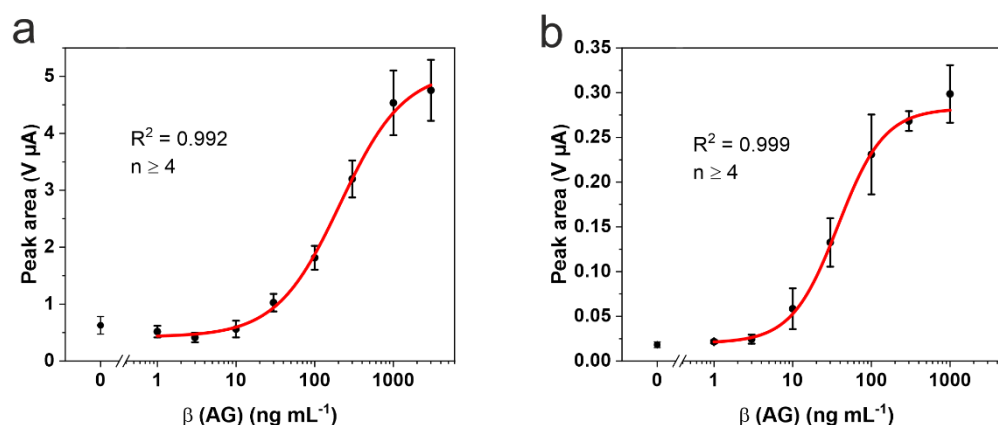 a
Peak area (V µA)
5
4
3
2
1
0
R² = 0.992
n ≥ 4
0 1 10 100 1000
β (AG) (ng mL⁻¹)
b
Peak area (V µA)
0.35
0.30
0.25
0.20
0.15
0.10
0.05
0.00
R² = 0.999
n ≥ 4
0 1 10 100 1000
β (AG) (ng mL⁻¹)